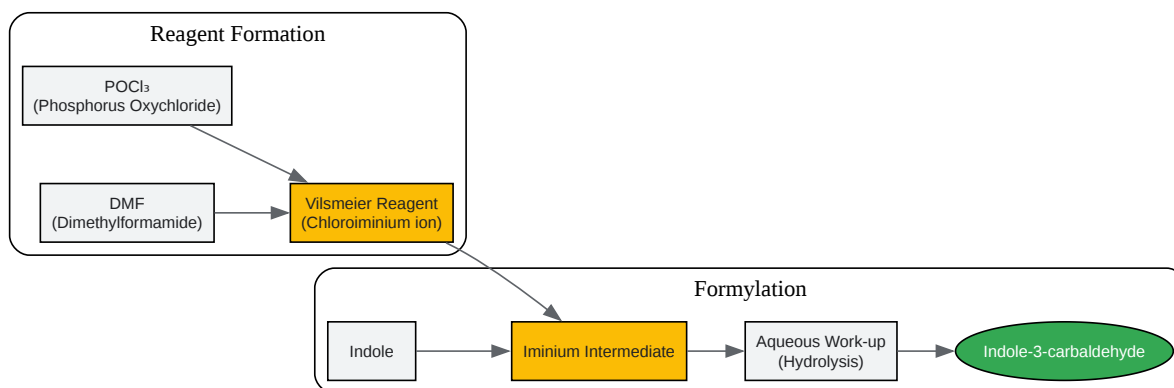 Reagent Formation
POCl₃
(Phosphorus Oxychloride)
DMF
(Dimethylformamide)
Vilsmeier Reagent
(Chloroiminium ion)
Formylation
Indole
Iminium Intermediate
Aqueous Work-up
(Hydrolysis)
Indole-3-carbaldehyde